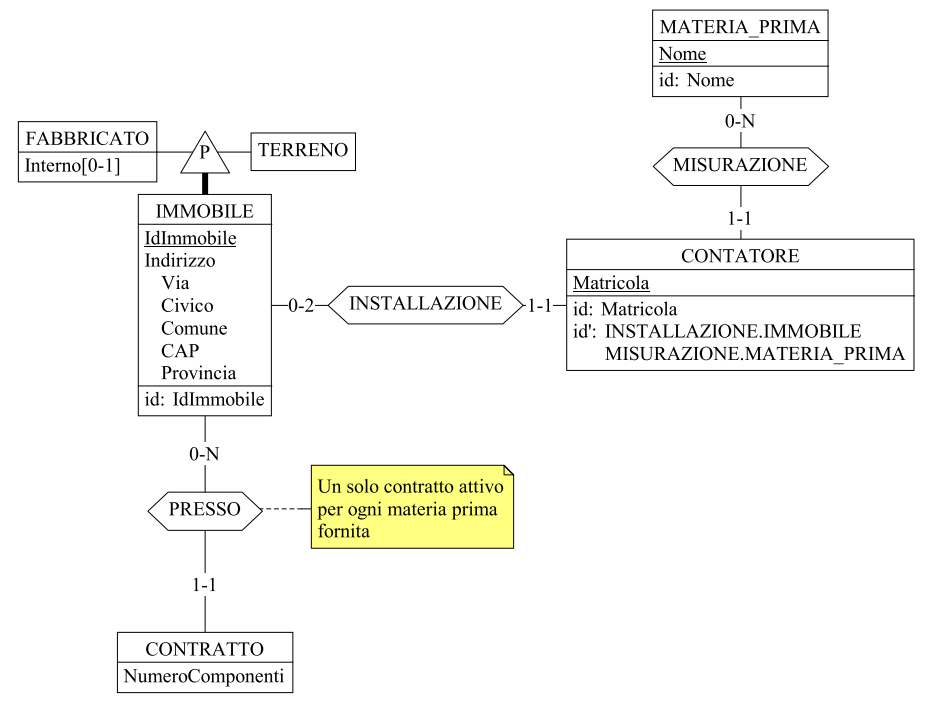 MATERIA_PRIMA
Nome
id: Nome
0-N
MISURAZIONE
1-1
FABBRICATO
Interno[0-1]
P
TERRENO
IMMOBILE
IdImmobile
Indirizzo
Via
Civico
Comune
CAP
Provincia
id: IdImmobile
0-2
INSTALLAZIONE
1-1
CONTATORE
Matricola
id: Matricola
id': INSTALLAZIONE.IMMOBILE
MISURAZIONE.MATERIA_PRIMA
0-N
PRESSO
Un solo contratto attivo
per ogni materia prima
fornita
1-1
CONTRATTO
NumeroComponenti